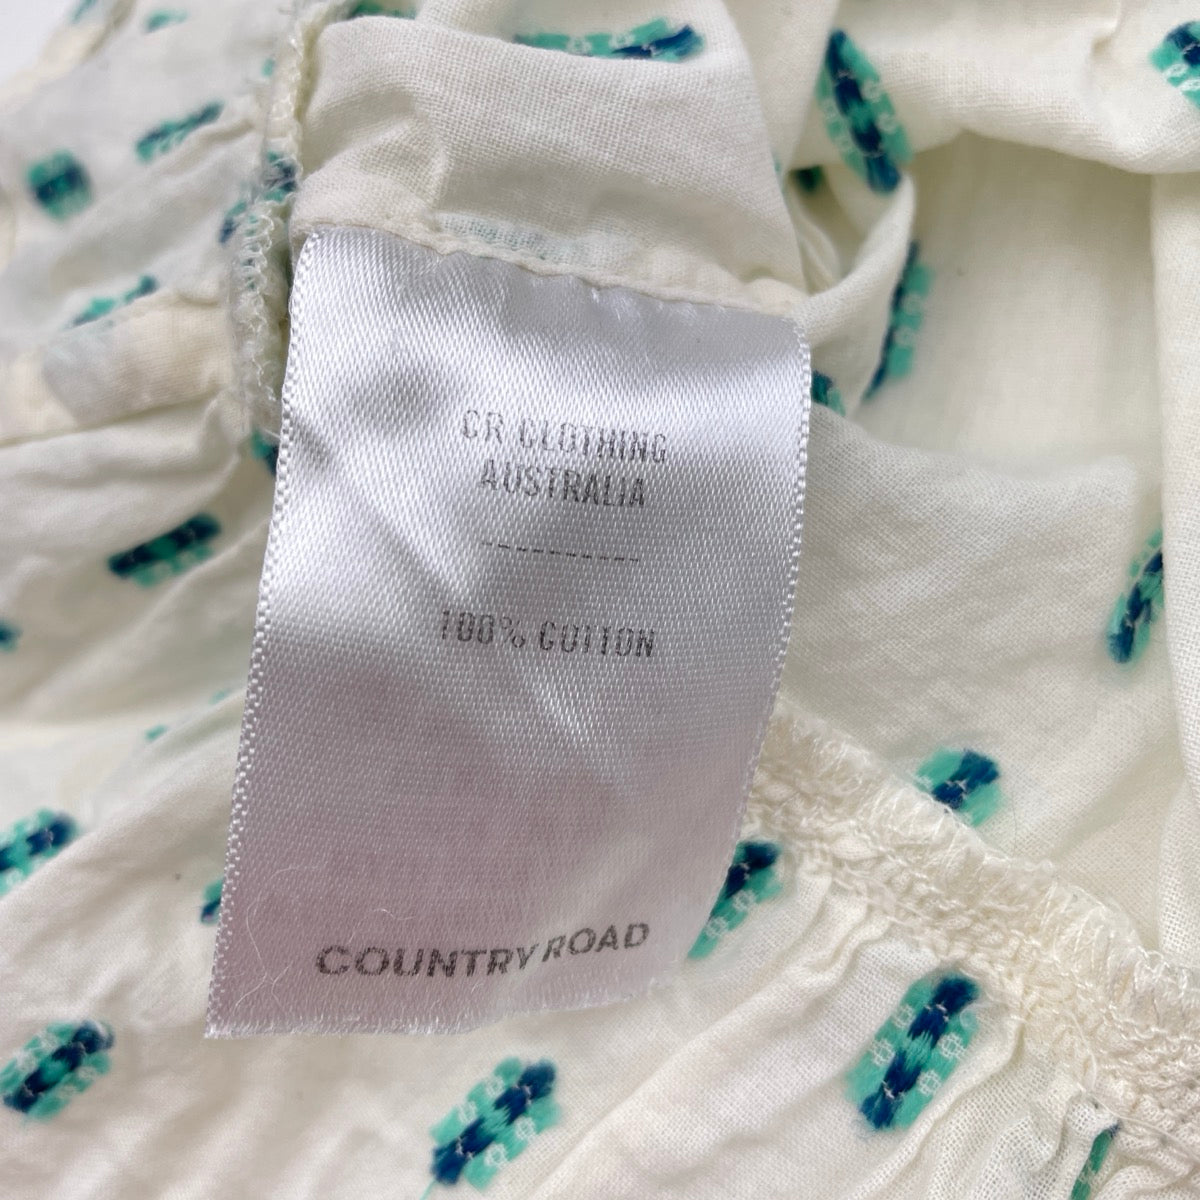 CR CLOTHING
AUSTRALIA
----------
100% COTTON
COUNTRY ROAD